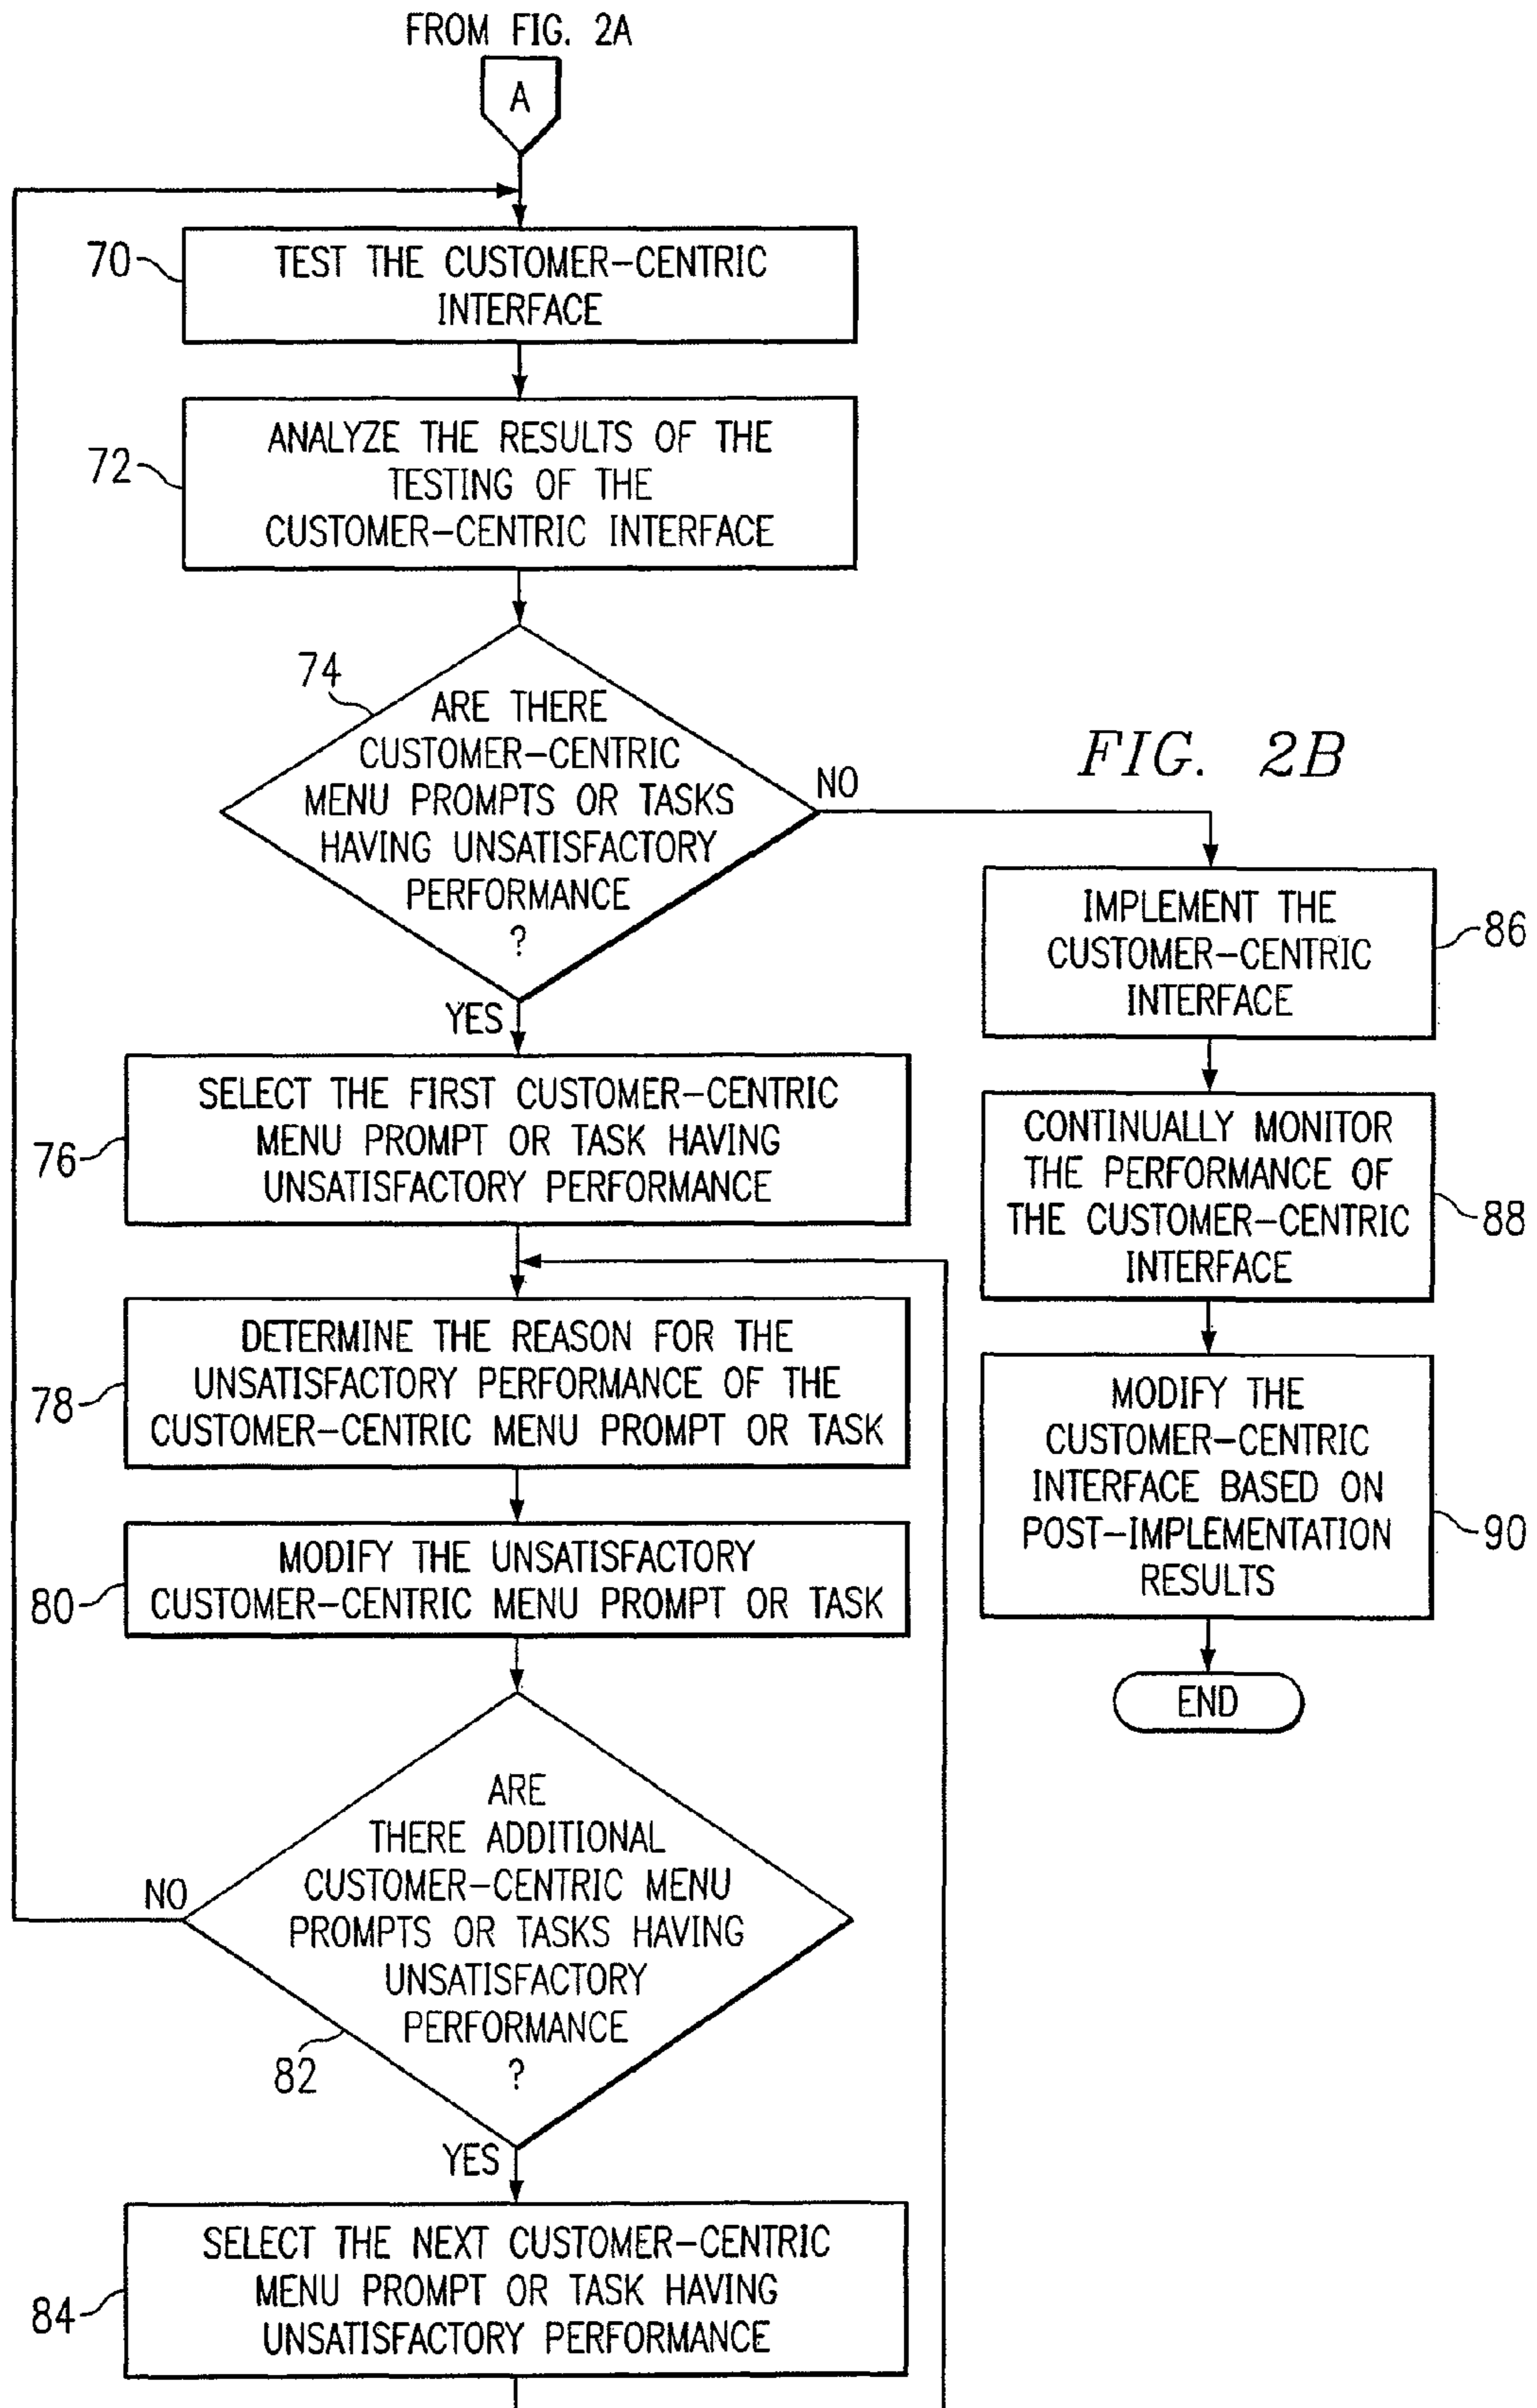 FROM FIG. 2A
A
70
TEST THE CUSTOMER-CENTRIC
INTERFACE
72
ANALYZE THE RESULTS OF THE
TESTING OF THE
CUSTOMER-CENTRIC INTERFACE
74
ARE THERE
CUSTOMER-CENTRIC
MENU PROMPTS OR TASKS
HAVING UNSATISFACTORY
PERFORMANCE
?
NO
YES
FIG. 2B
76
SELECT THE FIRST CUSTOMER-CENTRIC
MENU PROMPT OR TASK HAVING
UNSATISFACTORY PERFORMANCE
78
DETERMINE THE REASON FOR THE
UNSATISFACTORY PERFORMANCE OF THE
CUSTOMER-CENTRIC MENU PROMPT OR TASK
80
MODIFY THE UNSATISFACTORY
CUSTOMER-CENTRIC MENU PROMPT OR TASK
ARE
THERE ADDITIONAL
CUSTOMER-CENTRIC MENU
PROMPTS OR TASKS HAVING
UNSATISFACTORY
PERFORMANCE
?
NO
82
YES
84
SELECT THE NEXT CUSTOMER-CENTRIC
MENU PROMPT OR TASK HAVING
UNSATISFACTORY PERFORMANCE
IMPLEMENT THE
CUSTOMER-CENTRIC
INTERFACE
86
CONTINUALLY MONITOR
THE PERFORMANCE OF
THE CUSTOMER-CENTRIC
INTERFACE
88
MODIFY THE
CUSTOMER-CENTRIC
INTERFACE BASED ON
POST-IMPLEMENTATION
RESULTS
90
END